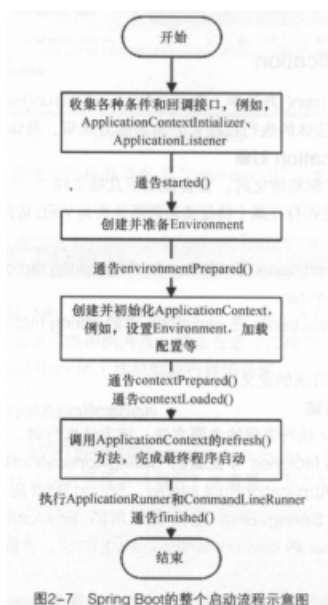 开始
收集各种条件和回调接口，例如，
ApplicationContextIntializer、
ApplicationListener
通告started()
创建并准备Environment
通告environmentPrepared()
创建并初始化ApplicationContext，
例如，设置Environment，加载
配置等
通告contextPrepared()
通告contextLoaded()
调用ApplicationContext的refresh()
方法，完成最终程序启动
执行ApplicationRunner和CommandLineRunner
通告finished()
结束
图2-7 Spring Boot的整个启动流程示意图